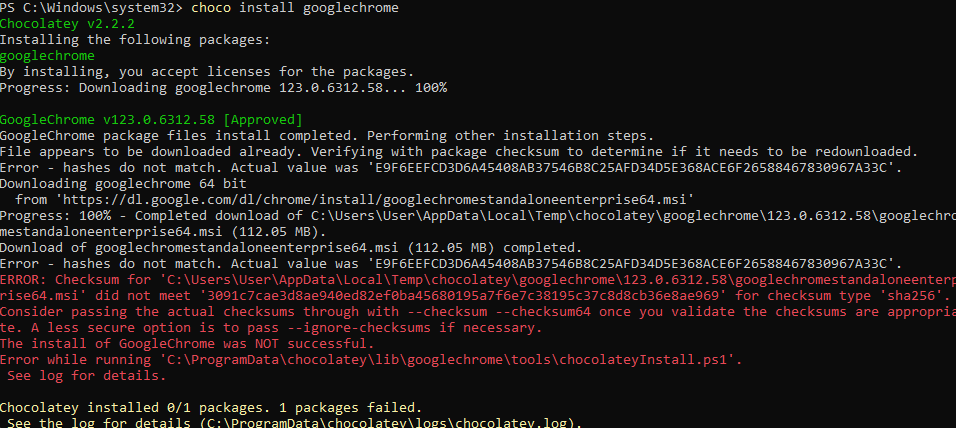 PS C:\Windows\system32> choco install googlechrome
Chocolatey v2.2.2
Installing the following packages:
googlechrome
By installing, you accept licenses for the packages.
Progress: Downloading googlechrome 123.0.6312.58... 100%
GoogleChrome v123.0.6312.58 [Approved]
GoogleChrome package files install completed. Performing other installation steps.
File appears to be downloaded already. Verifying with package checksum to determine if it needs to be redownloaded.
Error - hashes do not match. Actual value was 'E9F6EEFCD3D6A45408AB37546B8C25AFD34D5E368ACE6F26588467830967A33C'.
Downloading googlechrome 64 bit
  from 'https://dl.google.com/dl/chrome/install/googlechromestandaloneenterprise64.msi'
Progress: 100% - Completed download of C:\Users\User\AppData\Local\Temp\chocolatey\googlechrome\123.0.6312.58\googlechro
mestandaloneenterprise64.msi (112.05 MB).
Download of googlechromestandaloneenterprise64.msi (112.05 MB) completed.
Error - hashes do not match. Actual value was 'E9F6EEFCD3D6A45408AB37546B8C25AFD34D5E368ACE6F26588467830967A33C'.
ERROR: Checksum for 'C:\Users\User\AppData\Local\Temp\chocolatey\googlechrome\123.0.6312.58\googlechromestandaloneenterp
rise64.msi' did not meet '3091c7cae3d8ae940ed82ef0ba45680195a7f6e7c38195c37c8d8cb36e8ae969' for checksum type 'sha256'.
Consider passing the actual checksums through with --checksum --checksum64 once you validate the checksums are appropria
te. A less secure option is to pass --ignore-checksums if necessary.
The install of GoogleChrome was NOT successful.
Error while running 'C:\ProgramData\chocolatey\lib\googlechrome\tools\chocolateyInstall.ps1'.
 See log for details.
Chocolatey installed 0/1 packages. 1 packages failed.
 See the log for details (C:\ProgramData\chocolatey\logs\chocolatey.log).